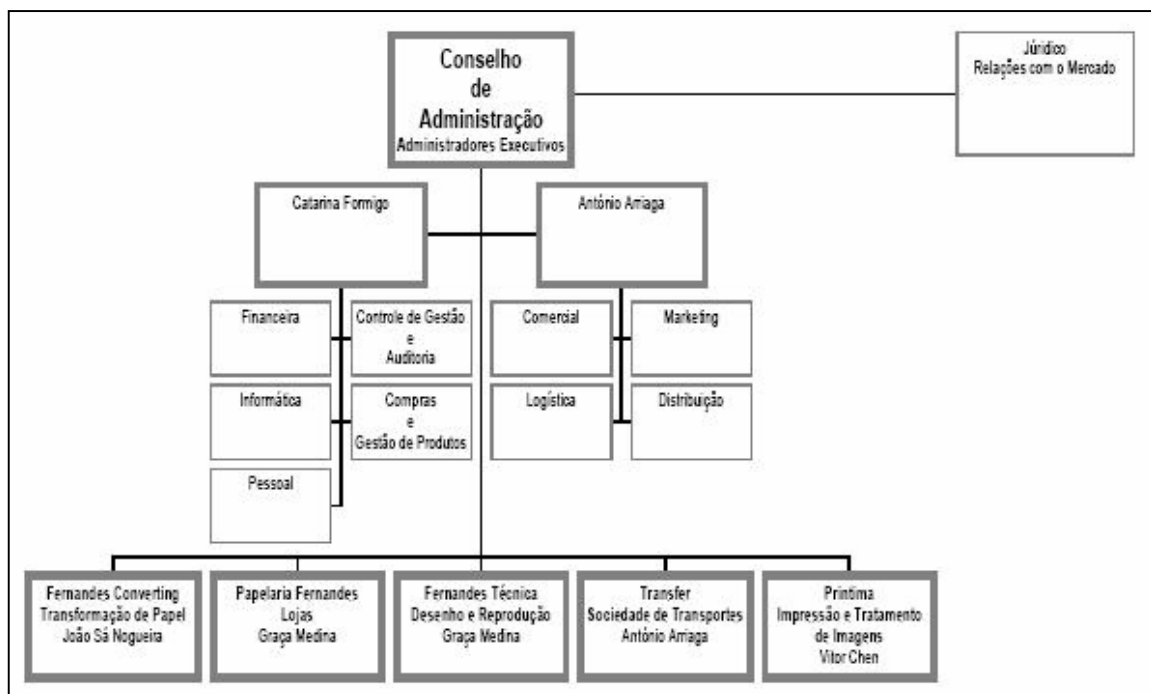 Conselho
de
Administração
Administradores Executivos
Júridico
Relações com o Mercado
Catarina Formigo
António Arriaga
Financeira
Controle de Gestão
e
Auditoria
Comercial
Marketing
Informática
Compras
e
Gestão de Produtos
Logística
Distribuição
Pessoal
Fernandes Converting
Transformação de Papel
João Sá Nogueira
Papelaria Fernandes
Lojas
Graça Medina
Fernandes Técnica
Desenho e Reprodução
Graça Medina
Transfer
Sociedade de Transportes
António Arriaga
Printima
Impressão e Tratamento
de Imagens
Vitor Chen